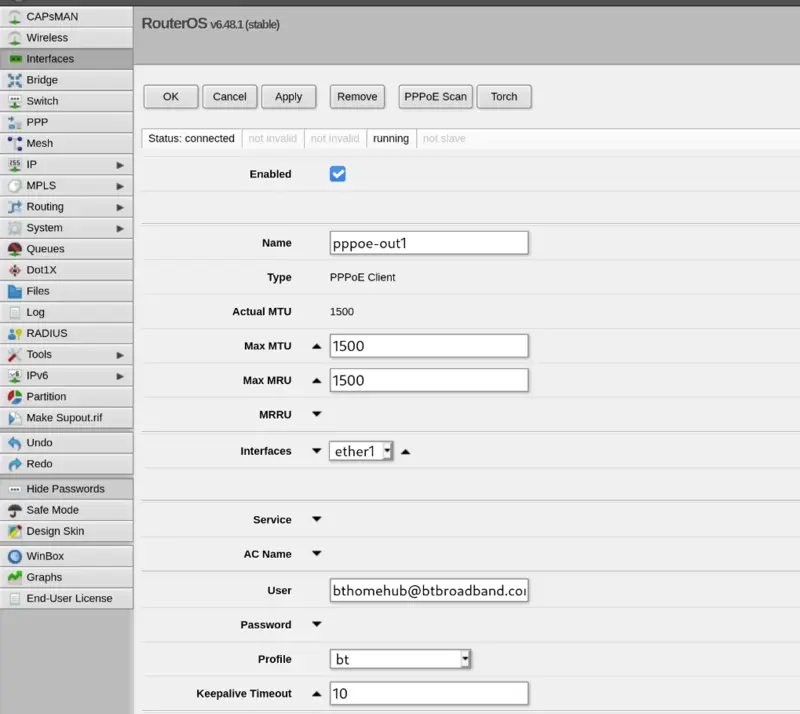 CAPsMAN
Wireless
Interfaces
Bridge
Switch
PPP
Mesh
IP
MPLS
Routing
System
Queues
Dot1X
Files
Log
RADIUS
Tools
IPv6
Partition
Make Supout.rif
Undo
Redo
Hide Passwords
Safe Mode
Design Skin
WinBox
Graphs
End-User License
RouterOS v6.48.1 (stable)
OK Cancel Apply Remove PPPoE Scan Torch
Status: connected not invalid not invalid running not slave
Enabled
Name pppoe-out1
Type PPPoE Client
Actual MTU 1500
Max MTU 1500
Max MRU 1500
MRRU
Interfaces ether1
Service
AC Name
User bthomehub@btbroadband.co
Password
Profile bt
Keepalive Timeout 10